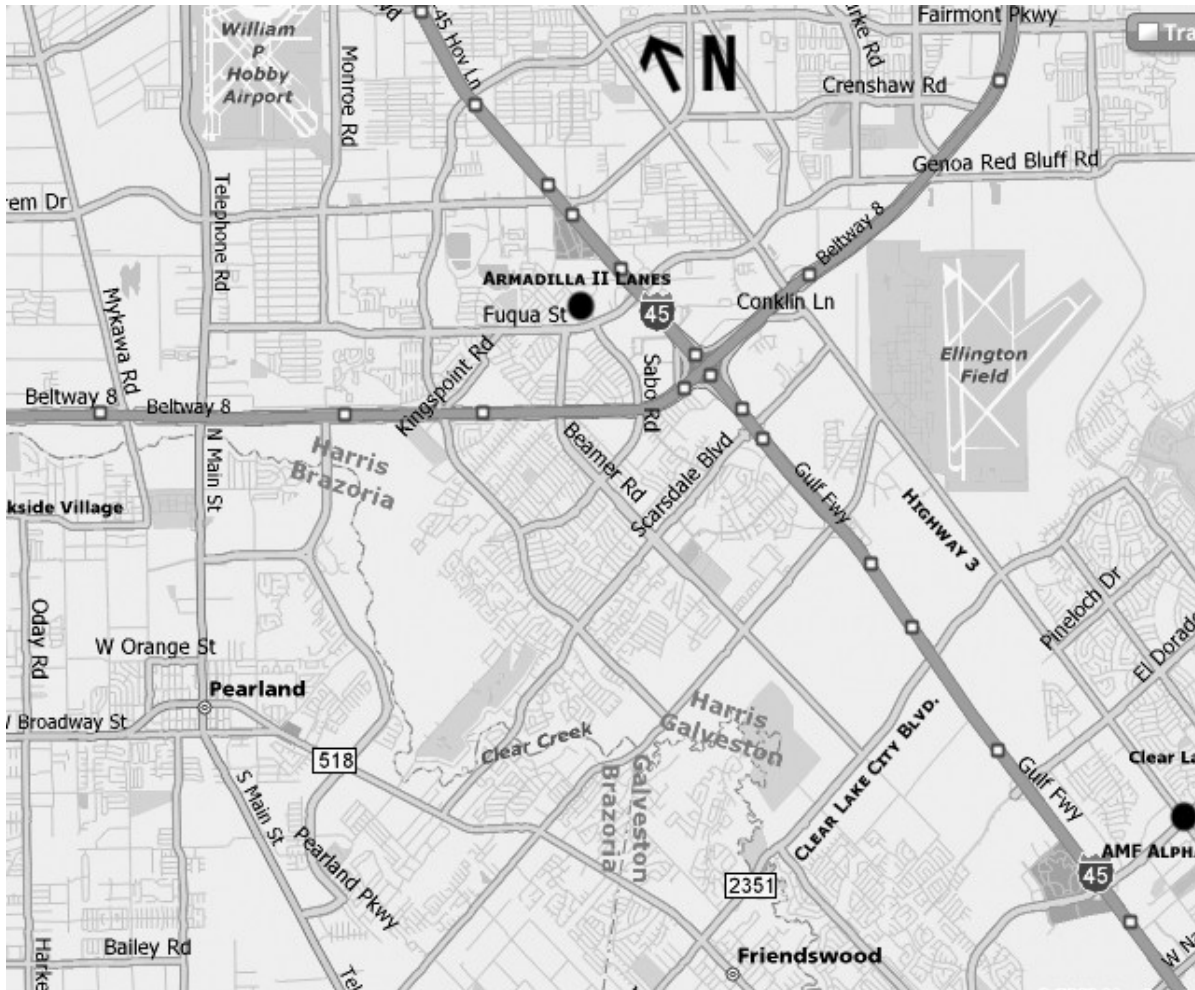 William
P
Hobby
Airport
45 Hov Ln
N
Fairmont Pkwy
Monroe Rd
Crenshaw Rd
Genoa Red Bluff Rd
Telephone Rd
Mykawa Rd
Beltway 8
ARMADILLA II LANES
Fuqua St
45
Conklin Ln
Ellington
Field
Kingspoint Rd
Sabo Rd
Beltway 8
Beltway 8
Harris
Brazoria
N Main St
Beamer Rd
Scarsdale Blvd
Gulf Fwy
HIGHWAY 3
kside Village
Oday Rd
W Orange St
Pearland
W Broadway St
518
Clear Creek
Harris
Galveston
Galveston
Brazoria
CLEAR LAKE CITY BLVD.
Pineloch Dr
El Dorado
Gulf Fwy
Clear La
AMF ALPHA
45
S Main St
Pearland Pkwy
2351
Bailey Rd
Friendswood